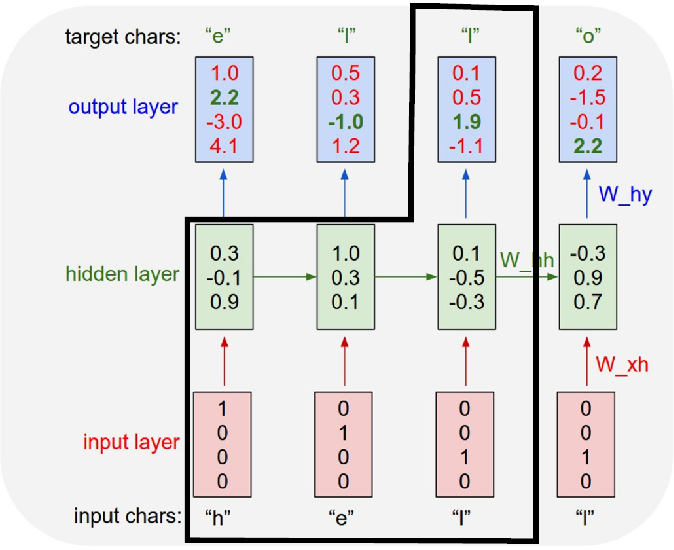 target chars: “e” “l” “l” “o”
output layer
1.0 0.5 0.1 0.2
2.2 0.3 0.5 -1.5
-3.0 -1.0 1.9 -0.1
4.1 1.2 -1.1 2.2
W_hy
hidden layer
0.3 1.0 0.1 -0.3
-0.1 0.3 -0.5 0.9
0.9 0.1 -0.3 0.7
W_hh
W_xh
input layer
1 0 0 0
0 1 0 0
0 0 1 1
0 0 0 0
input chars: “h” “e” “l” “l”